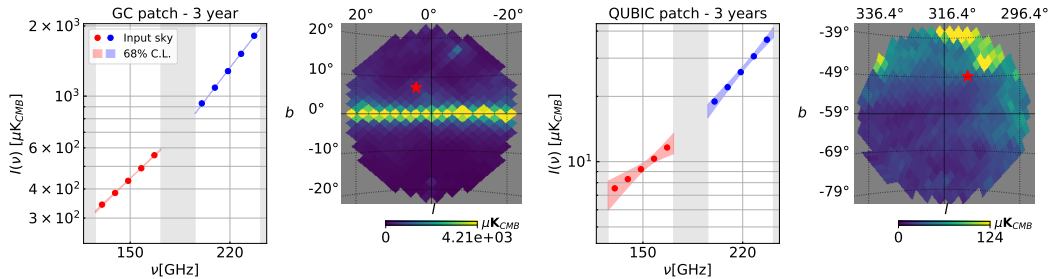 GC patch - 3 year
2 × 10³
10³
6 × 10²
4 × 10²
3 × 10²
I(ν) [μK_CMB]
Input sky
68% C.L.
150
220
ν[GHz]
20° 0° -20°
20°
10°
0°
-10°
-20°
b
l
μK_CMB
0 4.21e+03
QUBIC patch - 3 years
10¹
I(ν) [μK_CMB]
150
220
ν[GHz]
336.4° 316.4° 296.4°
-39°
-49°
-59°
-69°
-79°
b
l
μK_CMB
0 124